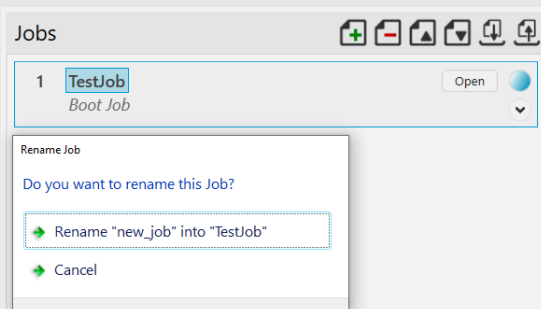 Jobs
1 TestJob Open
Boot Job
Rename Job
Do you want to rename this Job?
Rename "new_job" into "TestJob"
Cancel